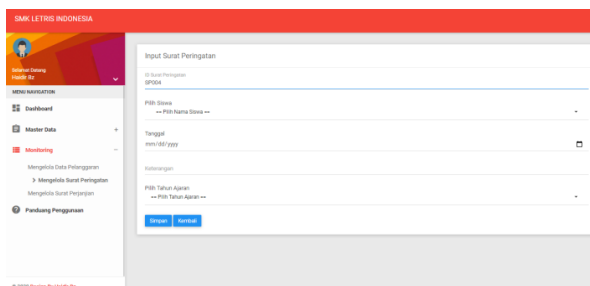 SMK LETRIS INDONESIA
Selamat Datang
MENU NAVIGATION
Dashboard
Master Data
Monitoring
Mengelola Data Pelanggaran
Mengelola Surat Peringatan
Mengelola Surat Perjanjian
Panduang Penggunaan
Input Surat Peringatan
ID Surat Peringatan
SP004
Pilih Siswa
--- Pilih Nama Siswa ---
Tanggal
mm/dd/yyyy
Keterangan
Pilih Tahun Ajaran
--- Pilih Tahun Ajaran ---
Simpan
Kembali